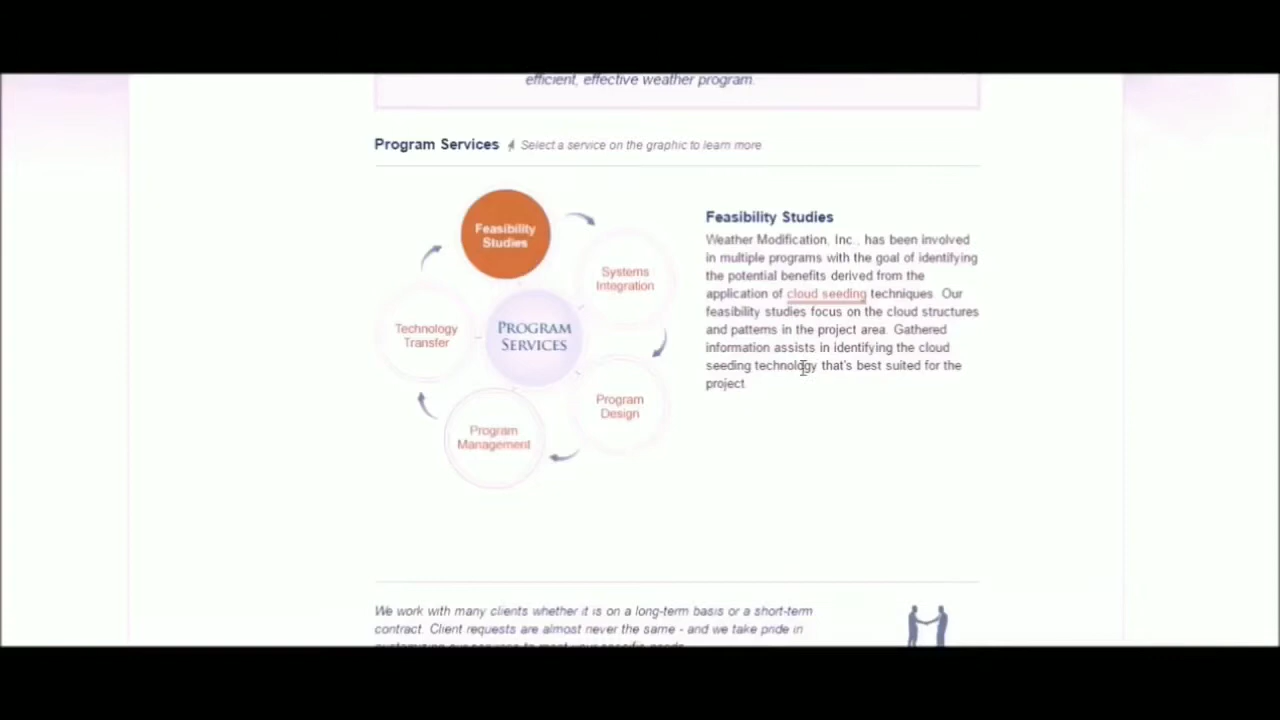 efficient, effective weather program.
Program Services Select a service on the graphic to learn more
Feasibility
Studies
Systems
Integration
Program
Design
Program
Management
Technology
Transfer
PROGRAM
SERVICES
Feasibility Studies
Weather Modification, Inc., has been involved
in multiple programs with the goal of identifying
the potential benefits derived from the
application of cloud seeding techniques. Our
feasibility studies focus on the cloud structures
and patterns in the project area. Gathered
information assists in identifying the cloud
seeding technology that's best suited for the
project.
We work with many clients whether it is on a long-term basis or a short-term
contract. Client requests are almost never the same - and we take pride in